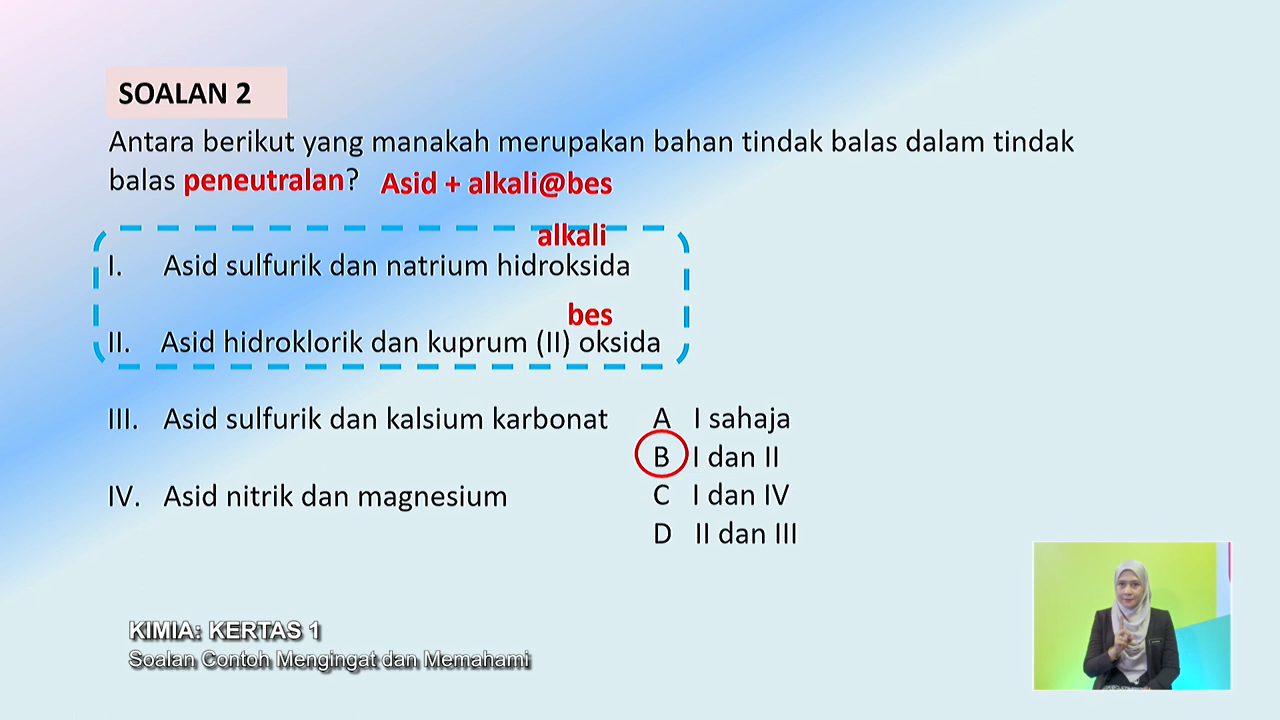 SOALAN 2
Antara berikut yang manakah merupakan bahan tindak balas dalam tindak
balas peneutralan? Asid + alkali@bes
alkali
I. Asid sulfurik dan natrium hidroksida
bes
II. Asid hidroklorik dan kuprum (II) oksida
III. Asid sulfurik dan kalsium karbonat
IV. Asid nitrik dan magnesium
A I sahaja
B I dan II
C I dan IV
D II dan III
KIMIA: KERTAS 1
Soalan Contoh Mengingat dan Memahami